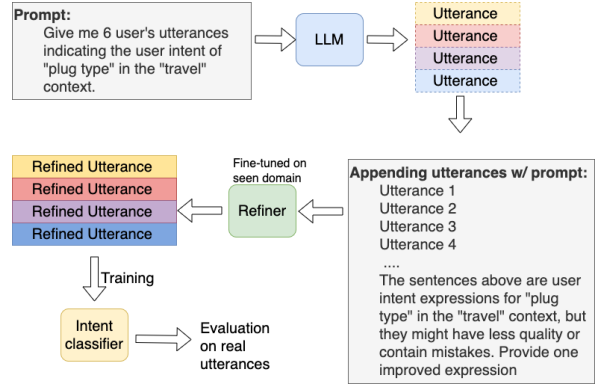 Prompt:
Give me 6 user's utterances
indicating the user intent of
"plug type" in the "travel"
context.
LLM
Utterance
Utterance
Utterance
Utterance
Appending utterances w/ prompt:
Utterance 1
Utterance 2
Utterance 3
Utterance 4
....
The sentences above are user
intent expressions for "plug
type" in the "travel" context, but
they might have less quality or
contain mistakes. Provide one
improved expression
Fine-tuned on
seen domain
Refiner
Refined Utterance
Refined Utterance
Refined Utterance
Refined Utterance
Training
Intent
classifier
Evaluation
on real
utterances